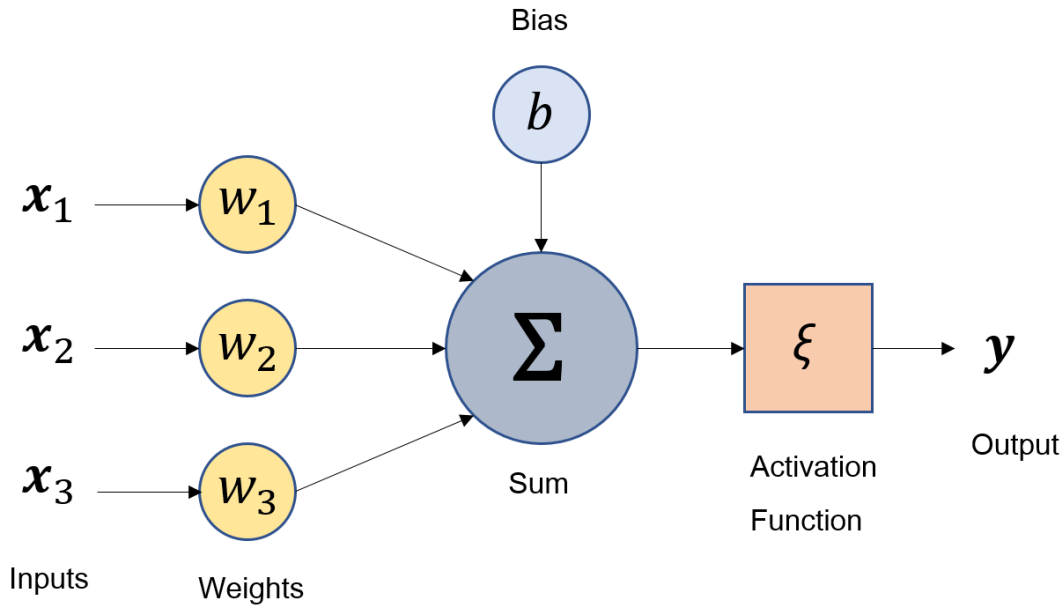 Bias
b
x₁
w₁
x₂
w₂
Σ
ξ
y
x₃
w₃
Sum
Activation
Function
Output
Inputs
Weights